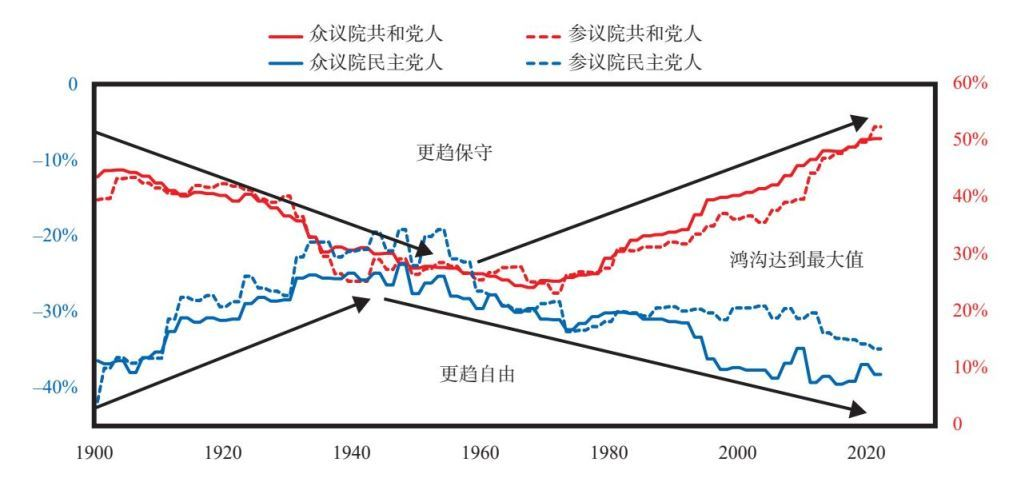 众议院共和党人 参议院共和党人
众议院民主党人 参议院民主党人
0 60%
更趋保守 50%
–10%
40%
–20%
30%
鸿沟达到最大值
–30% 20%
更趋自由 10%
–40%
0
1900 1920 1940 1960 1980 2000 2020